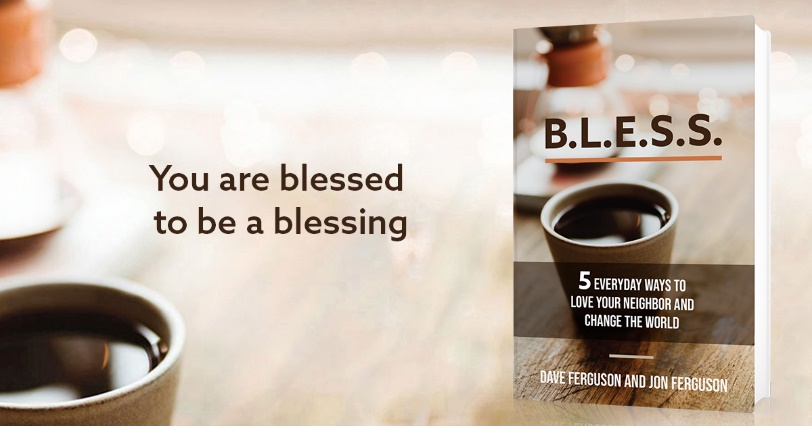 You are blessed
to be a blessing
B.L.E.S.S.
5 EVERYDAY WAYS TO
LOVE YOUR NEIGHBOR AND
CHANGE THE WORLD
DAVE FERGUSON AND JON FERGUSON